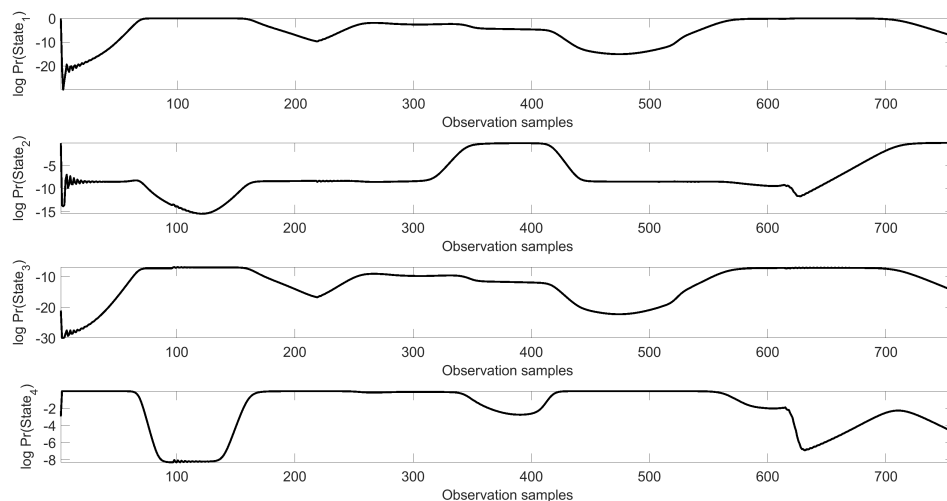 0
-10
-20
log Pr(State1)
100 200 300 400 500 600 700
Observation samples
-5
-10
-15
log Pr(State2)
100 200 300 400 500 600 700
Observation samples
-10
-20
-30
log Pr(State3)
100 200 300 400 500 600 700
Observation samples
-2
-4
-6
-8
log Pr(State4)
100 200 300 400 500 600 700
Observation samples